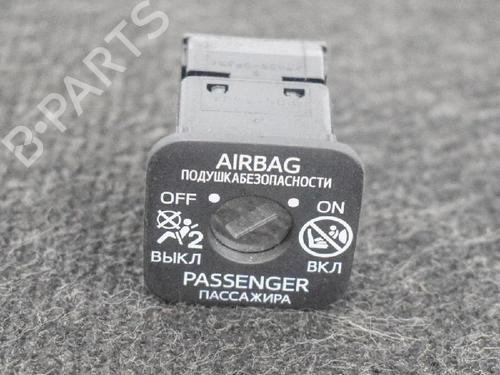 B-PARTS
AIRBAG
ПОДУШКАБЕЗОПАСНОСТИ
OFF ON
2
ВЫКЛ ВКЛ
PASSENGER
ПАССАЖИРА